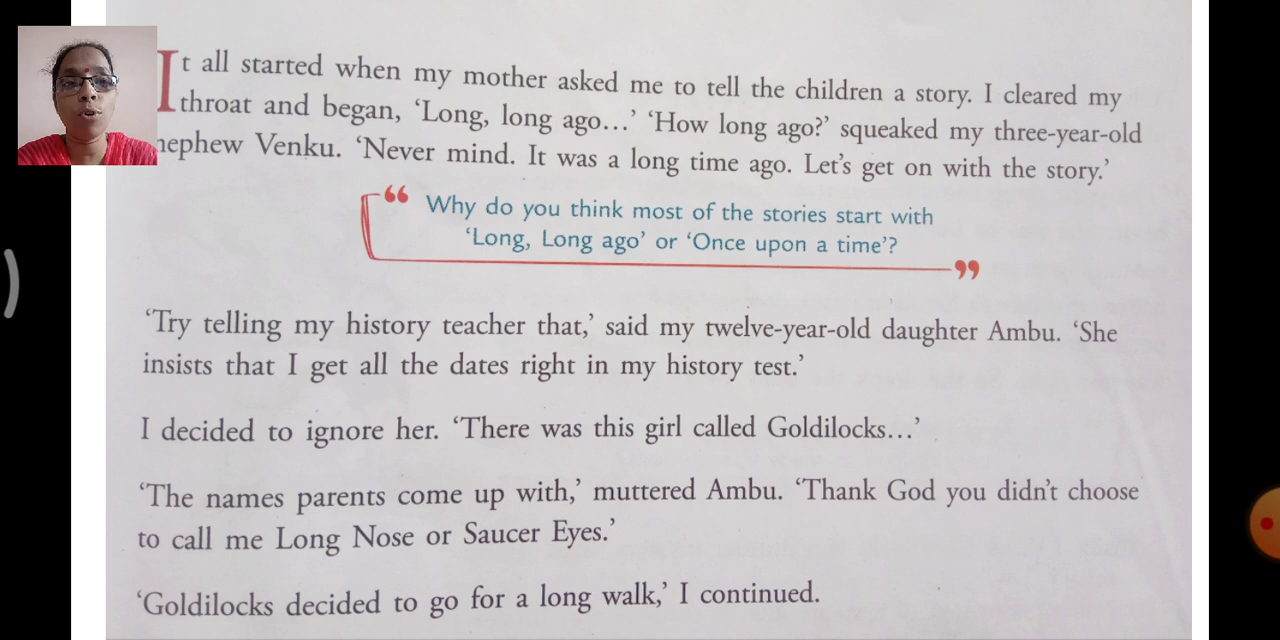 It all started when my mother asked me to tell the children a story. I cleared my
throat and began, ‘Long, long ago...’ ‘How long ago?’ squeaked my three-year-old
nephew Venku. ‘Never mind. It was a long time ago. Let’s get on with the story.’
“ Why do you think most of the stories start with
‘Long, Long ago’ or ‘Once upon a time’? ”
‘Try telling my history teacher that,’ said my twelve-year-old daughter Ambu. ‘She
insists that I get all the dates right in my history test.’
I decided to ignore her. ‘There was this girl called Goldilocks...’
‘The names parents come up with,’ muttered Ambu. ‘Thank God you didn’t choose
to call me Long Nose or Saucer Eyes.’
‘Goldilocks decided to go for a long walk,’ I continued.